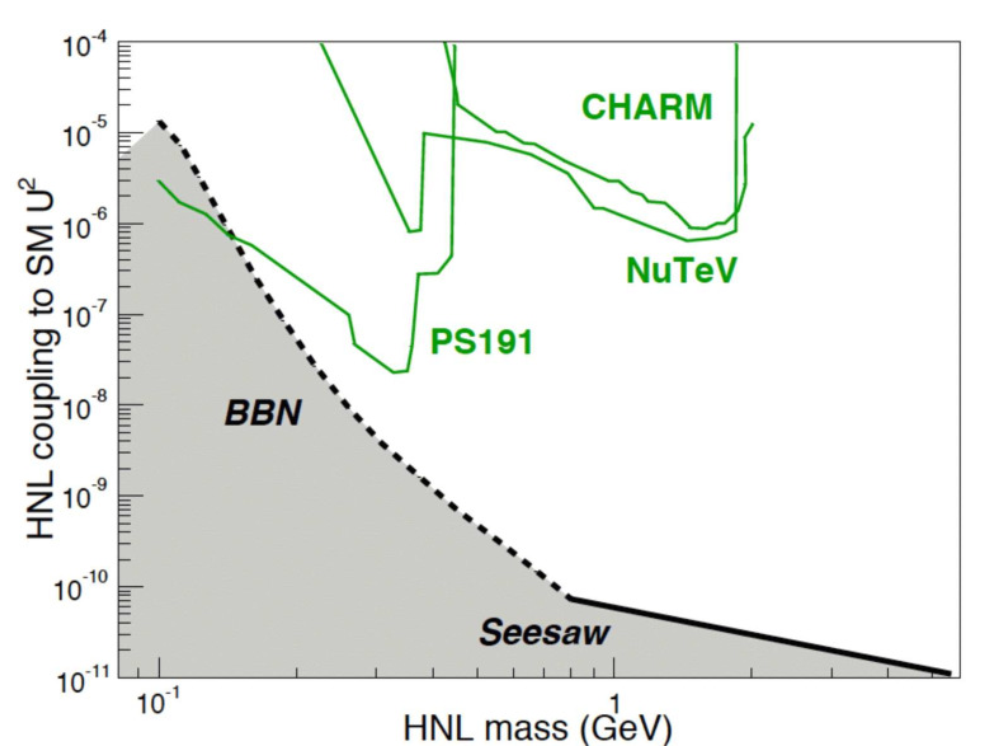 10⁻⁴
10⁻⁵
10⁻⁶
10⁻⁷
10⁻⁸
10⁻⁹
10⁻¹⁰
10⁻¹¹
HNL coupling to SM U²
CHARM
NuTeV
PS191
BBN
Seesaw
10⁻¹
1
HNL mass (GeV)